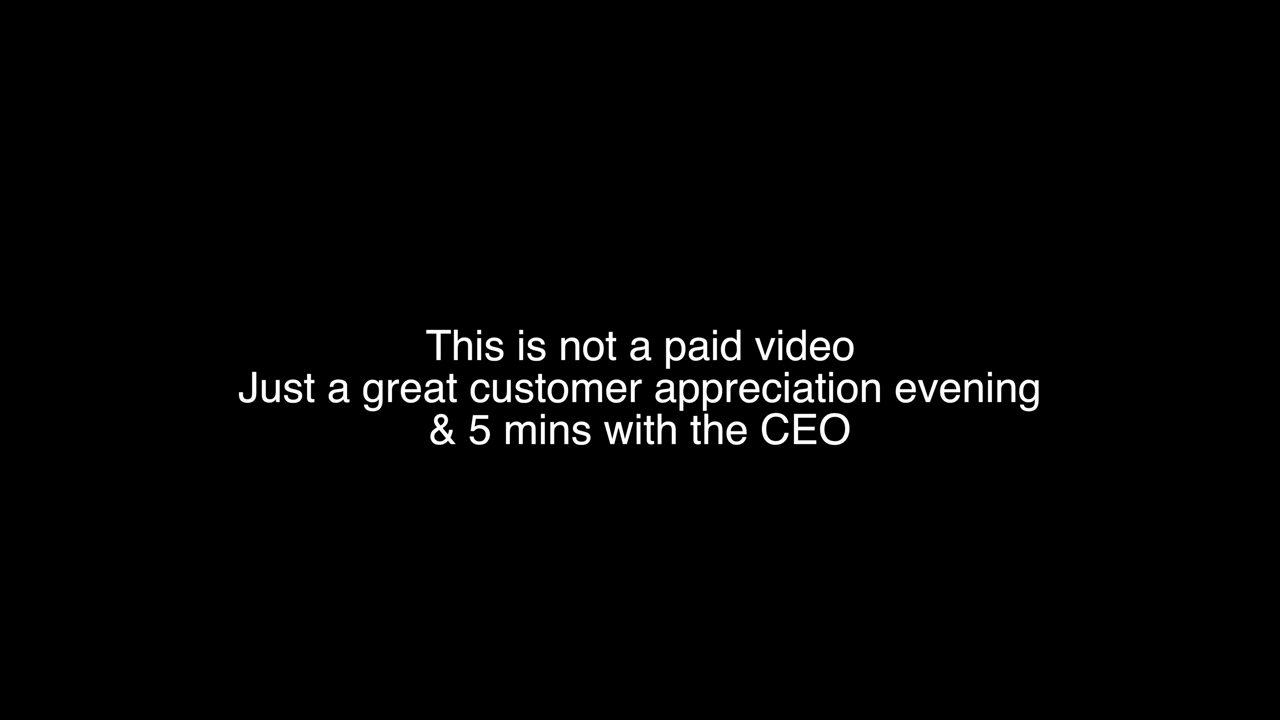 This is not a paid video
Just a great customer appreciation evening
& 5 mins with the CEO